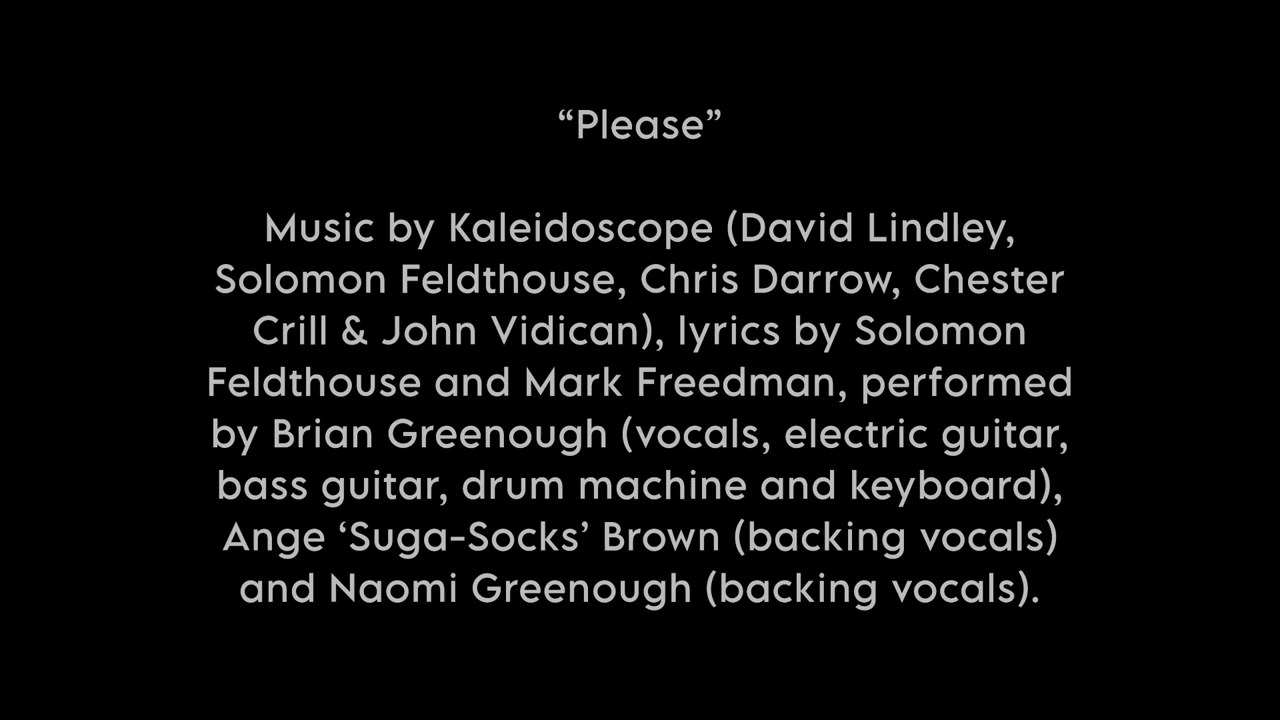 “Please”
Music by Kaleidoscope (David Lindley,
Solomon Feldthouse, Chris Darrow, Chester
Crill & John Vidican), lyrics by Solomon
Feldthouse and Mark Freedman, performed
by Brian Greenough (vocals, electric guitar,
bass guitar, drum machine and keyboard),
Ange ‘Suga-Socks’ Brown (backing vocals)
and Naomi Greenough (backing vocals).